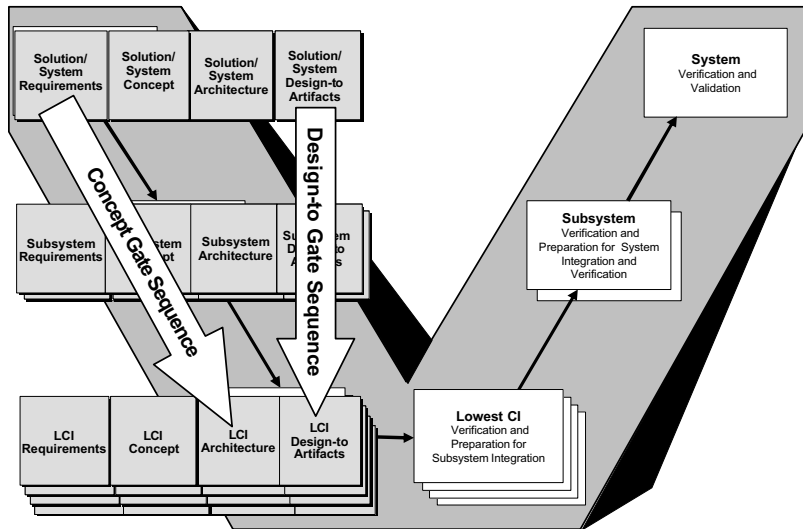 Solution/
System
Requirements
Solution/
System
Concept
Solution/
System
Architecture
Solution/
System
Design-to
Artifacts
Concept Gate Sequence
Design-to Gate Sequence
Subsystem
Requirements
Subsystem
Architecture
LCI
Requirements
LCI
Concept
LCI
Architecture
LCI
Design-to
Artifacts
Lowest CI
Verification and
Preparation for
Subsystem Integration
Subsystem
Verification and
Preparation for System
Integration and
Verification
System
Verification and
Validation